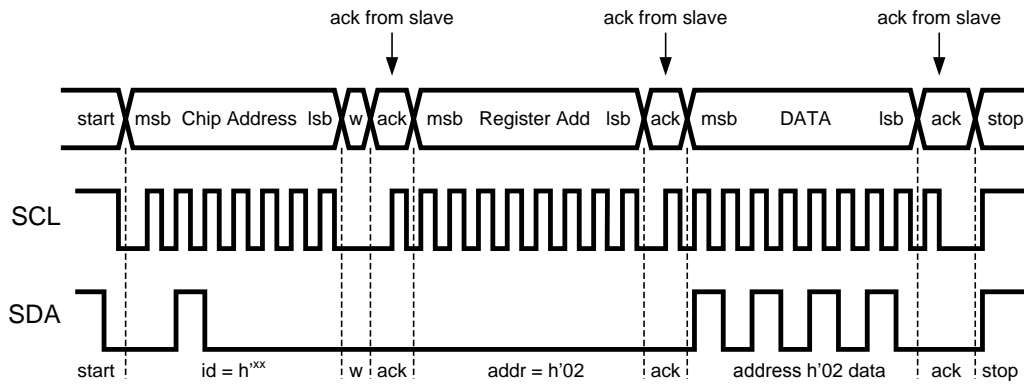 ack from slave ack from slave ack from slave
start msb Chip Address lsb w ack msb Register Add lsb ack msb DATA lsb ack stop
SCL
SDA
start id = h'xx w ack addr = h'02 ack address h'02 data ack stop